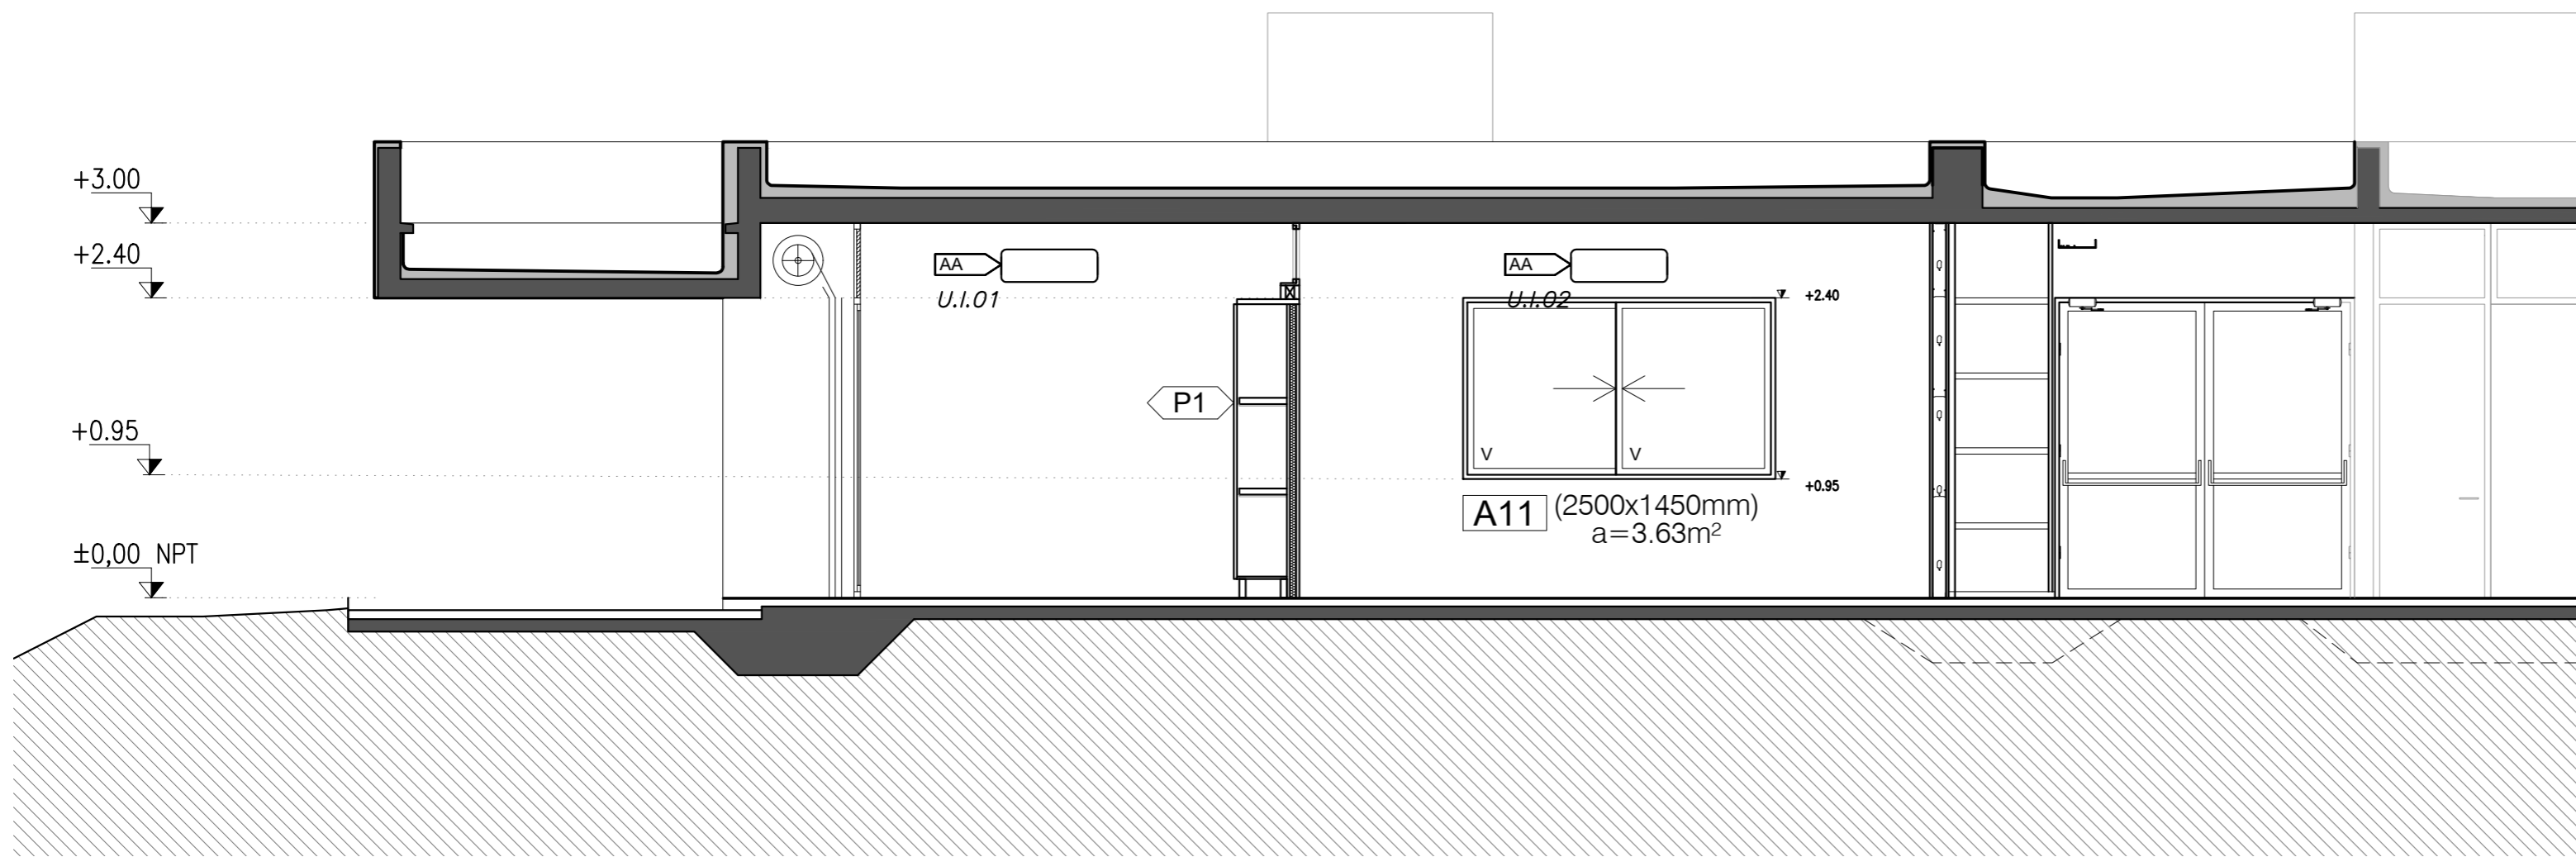 +3.00
+2.40
+0.95
±0,00 NPT
AA
U.I.01
P1
AA
U.I.02
+2.40
V
V
+0.95
A11
(2500x1450mm)
a=3.63m²